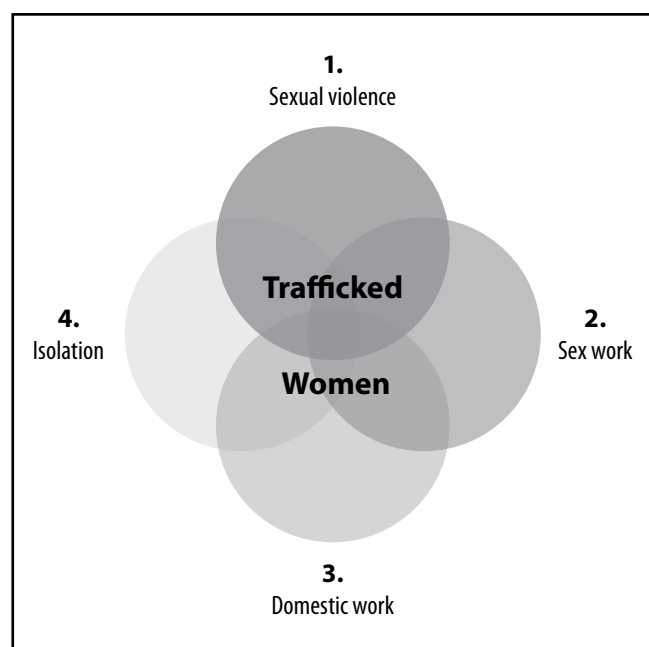 1.
Sexual violence
Trafficked
Women
4.
Isolation
2.
Sex work
3.
Domestic work